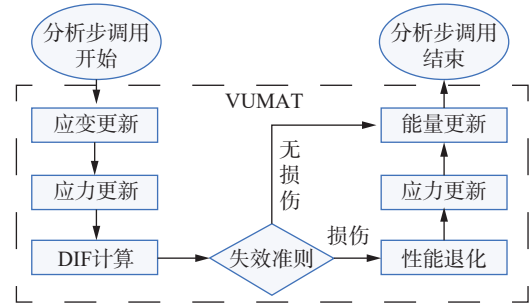 分析步调用
开始
分析步调用
结束
VUMAT
应变更新
能量更新
无
损
伤
应力更新
应力更新
DIF计算
失效准则
损伤
性能退化